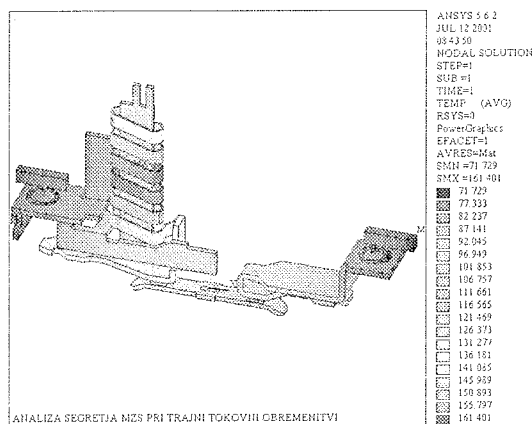 ANSYS 5.6.2
JUL 12 2001
08:43:50
NODAL SOLUTION
STEP=1
SUB =1
TIME=1
TEMP (AVG)
RSYS=0
PowerGraphics
EFACET=1
AVRES=Mat
SMN =71.729
SMX =161.401
71.729
77.333
82.237
87.141
92.045
96.949
101.853
106.757
111.661
116.565
121.469
126.373
131.277
136.181
141.085
145.989
150.893
155.797
161.401
ANALIZA SEGRETJA MZS PRI TRAJNI TOKOVNI OBREMENITVI